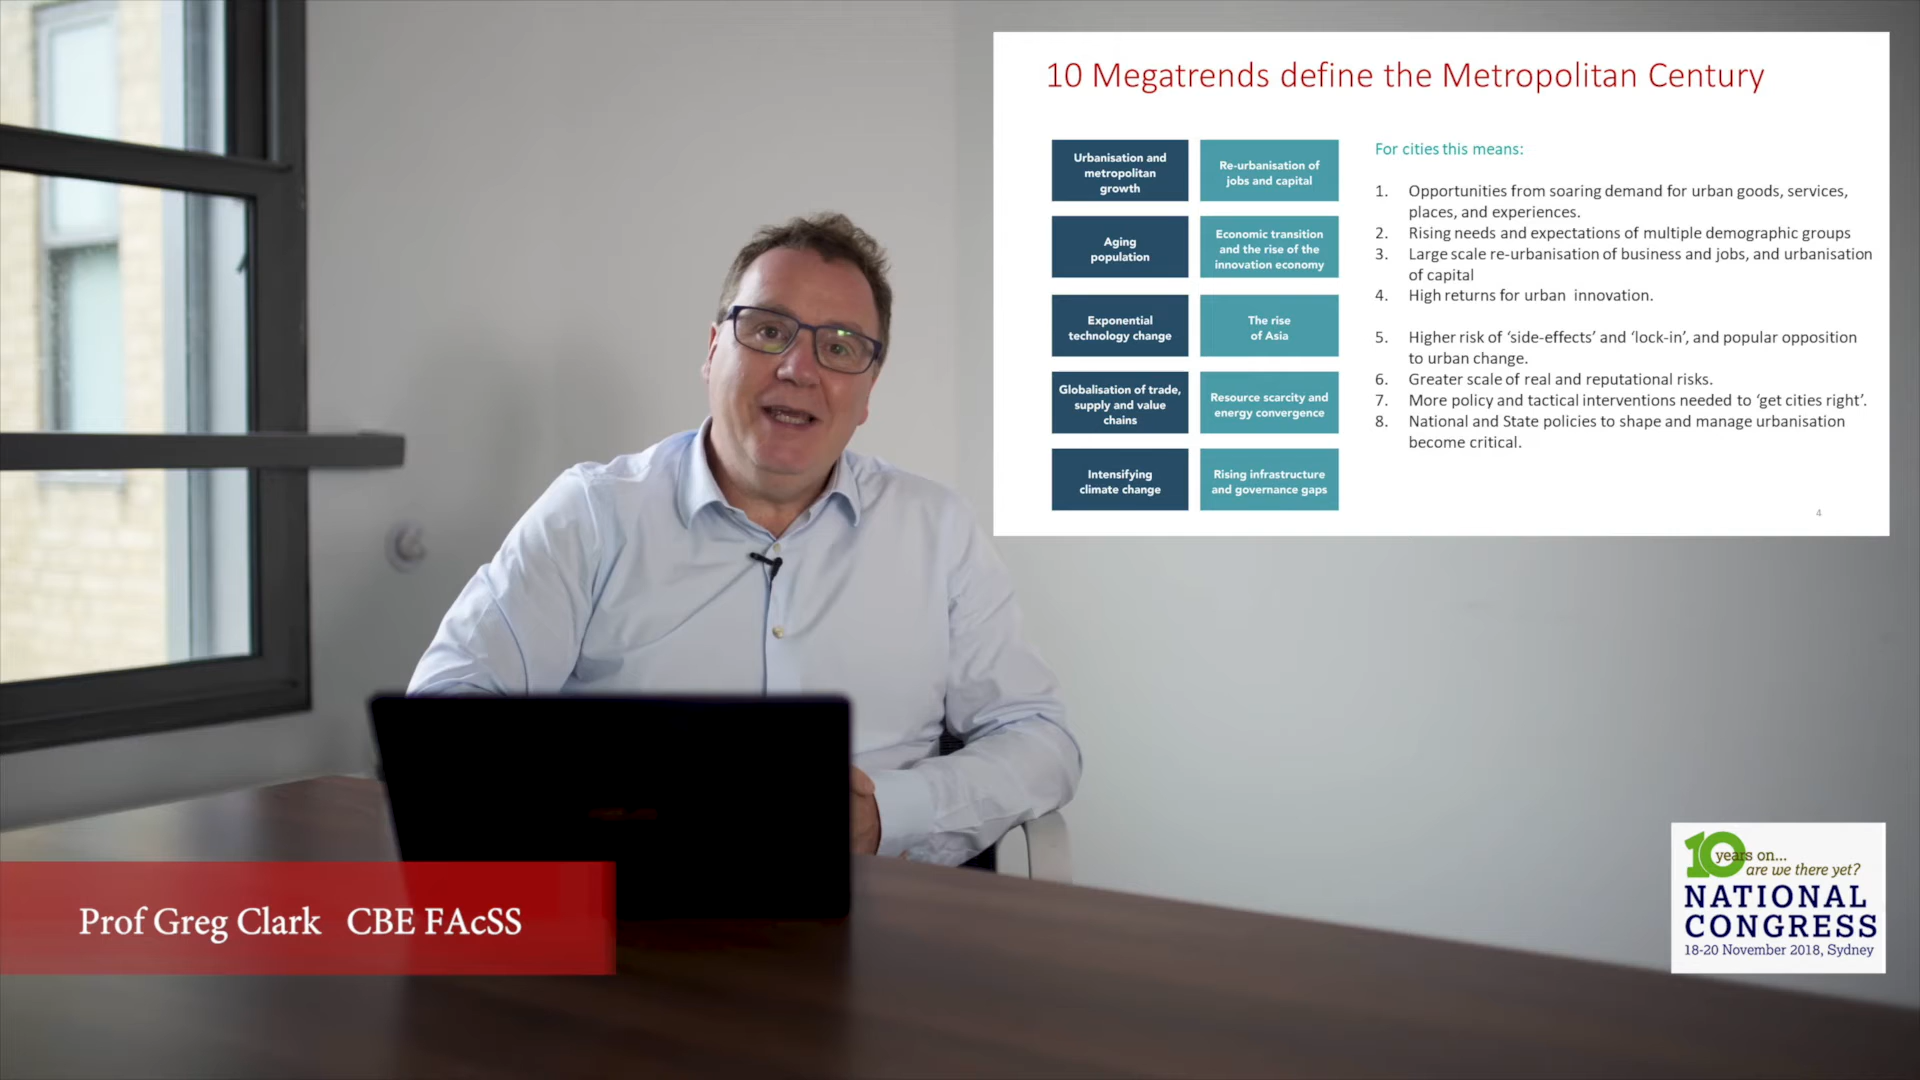 10 Megatrends define the Metropolitan Century
Urbanisation and
metropolitan
growth
Re-urbanisation of
jobs and capital
Aging
population
Economic transition
and the rise of the
innovation economy
Exponential
technology change
The rise
of Asia
Globalisation of trade,
supply and value
chains
Resource scarcity and
energy convergence
Intensifying
climate change
Rising infrastructure
and governance gaps
For cities this means:
1. Opportunities from soaring demand for urban goods, services,
places, and experiences.
2. Rising needs and expectations of multiple demographic groups
3. Large scale re-urbanisation of business and jobs, and urbanisation
of capital
4. High returns for urban innovation.
5. Higher risk of ‘side-effects’ and ‘lock-in’, and popular opposition
to urban change.
6. Greater scale of real and reputational risks.
7. More policy and tactical interventions needed to ‘get cities right’.
8. National and State policies to shape and manage urbanisation
become critical.
4
Prof Greg Clark CBE FAcSS
10 years on...
are we there yet?
NATIONAL
CONGRESS
18-20 November 2018, Sydney